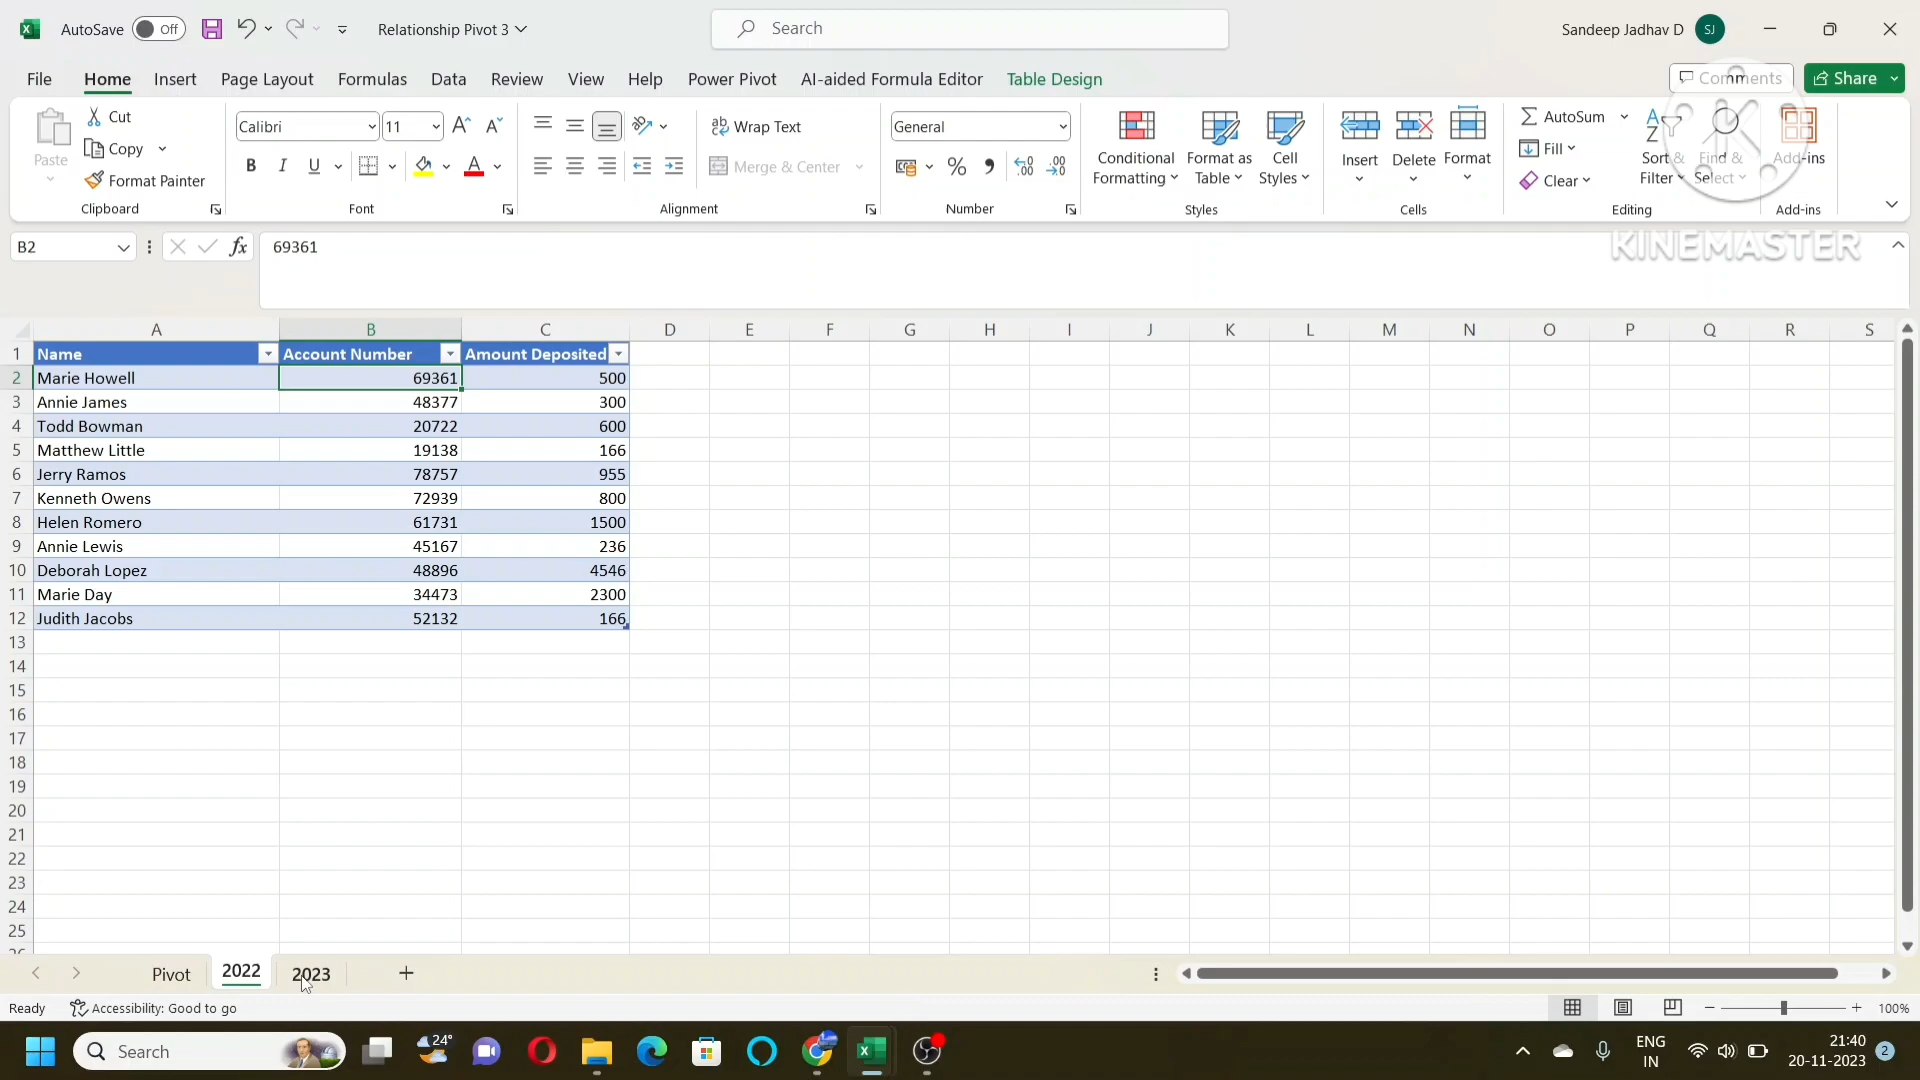 AutoSave Off Relationship Pivot 3 Search Sandeep Jadhav D SJ
File Home Insert Page Layout Formulas Data Review View Help Power Pivot AI-aided Formula Editor Table Design Comments Share
Paste Cut
Copy
Format Painter
Clipboard
Calibri 11
B I U A
Font
Wrap Text
Merge & Center
Alignment
General
Number
Conditional Formatting
Format as Table
Cell Styles
Styles
Insert Delete Format
Cells
AutoSum
Fill
Clear
Sort & Filter
Find & Select
Editing
Add-ins
Add-ins
KINEMASTER
B2 fx 69361
A B C D E F G H I J K L M N O P Q R S
1 Name Account Number Amount Deposited
2 Marie Howell 69361 500
3 Annie James 48377 300
4 Todd Bowman 20722 600
5 Matthew Little 19138 166
6 Jerry Ramos 78757 955
7 Kenneth Owens 72939 800
8 Helen Romero 61731 1500
9 Annie Lewis 45167 236
10 Deborah Lopez 48896 4546
11 Marie Day 34473 2300
12 Judith Jacobs 52132 166
13
14
15
16
17
18
19
20
21
22
23
24
25
Pivot 2022 2023
Ready Accessibility: Good to go 100%
Search 24° ENG IN 21:40 20-11-2023 2